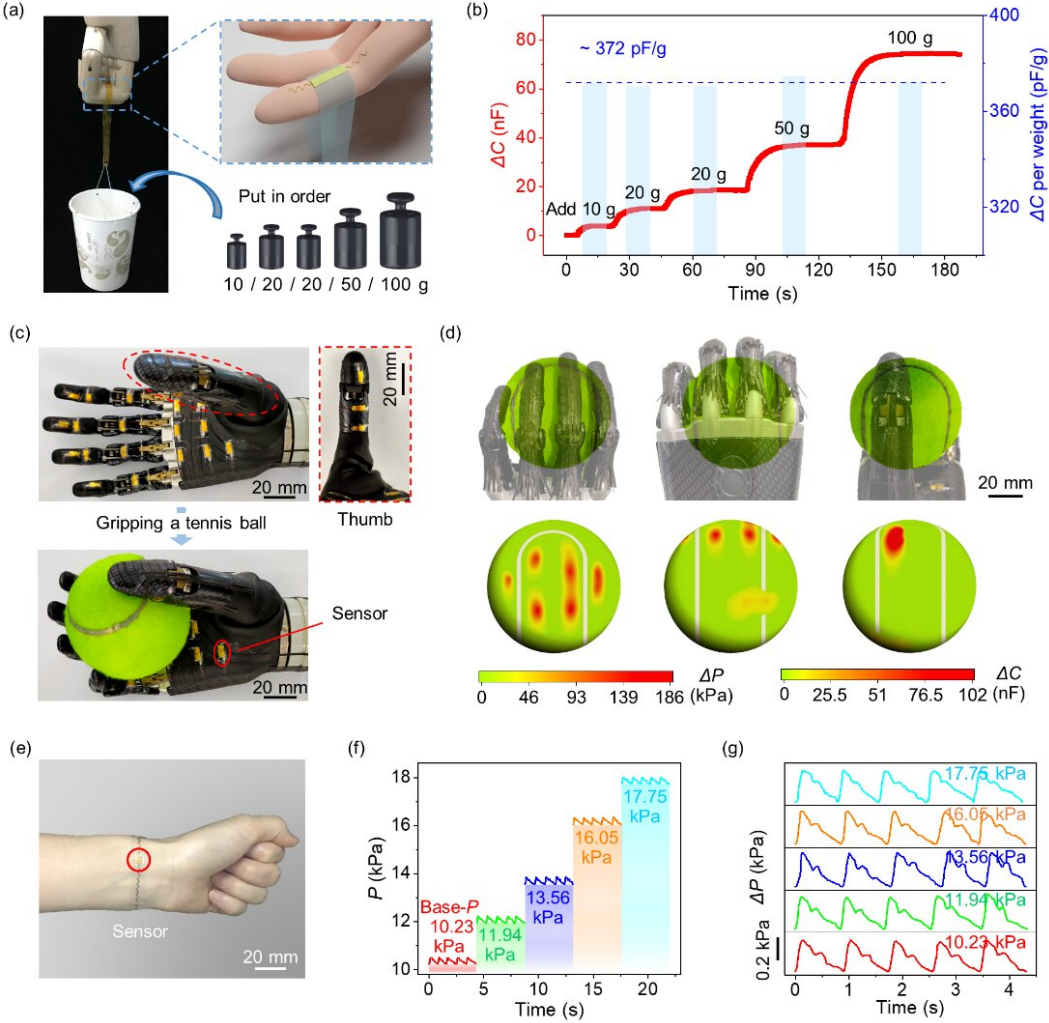 (a)
Put in order
10 / 20 / 20 / 50 / 100 g
(b)
ΔC (nF)
80
60
40
20
0
~ 372 pF/g
Add
10 g
20 g
20 g
50 g
100 g
400
360
320
ΔC per weight (pF/g)
0 30 60 90 120 150 180
Time (s)
(c)
20 mm
20 mm
Thumb
Gripping a tennis ball
Sensor
20 mm
(d)
20 mm
ΔP
0 46 93 139 186 (kPa)
ΔC
0 25.5 51 76.5 102 (nF)
(e)
Sensor
20 mm
(f)
P (kPa)
18
16
14
12
10
Base-P
10.23
kPa
11.94
kPa
13.56
kPa
16.05
kPa
17.75
kPa
0 5 10 15 20
Time (s)
(g)
ΔP (kPa)
0.2 kPa
17.75 kPa
16.05 kPa
13.56 kPa
11.94 kPa
10.23 kPa
0 1 2 3 4
Time (s)